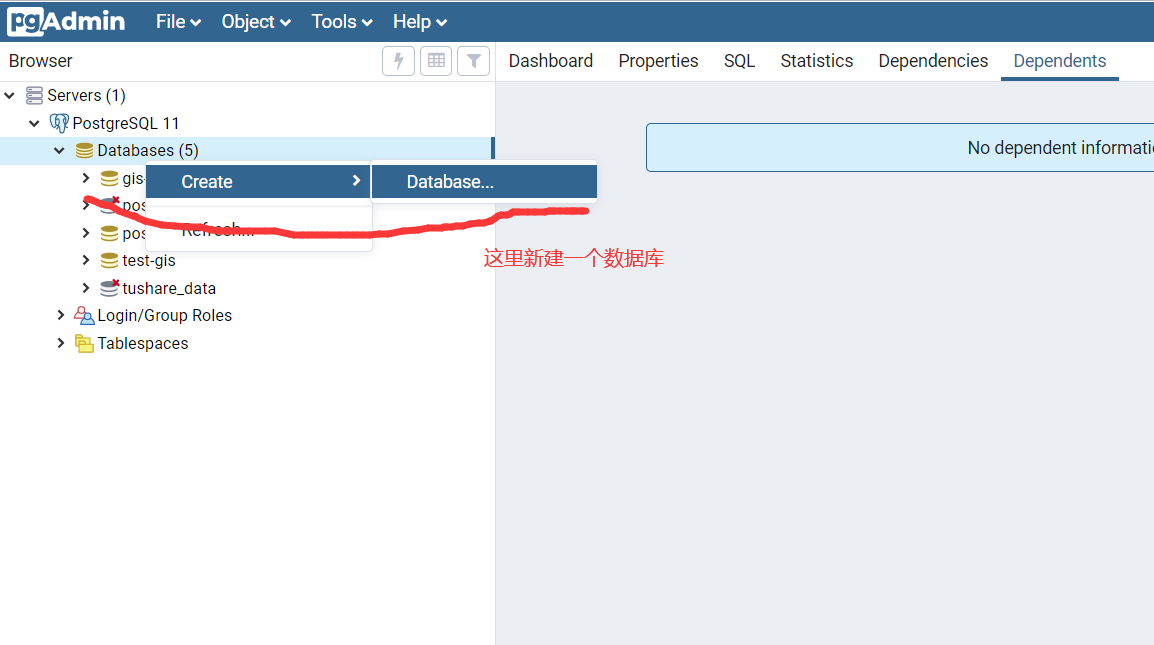 pgAdmin File Object Tools Help
Browser
Dashboard Properties SQL Statistics Dependencies Dependents
Servers (1)
PostgreSQL 11
No dependent informati
Databases (5)
gis-
Create
Database...
pos
Refresh...
pos
这里新建一个数据库
test-gis
tushare_data
Login/Group Roles
Tablespaces